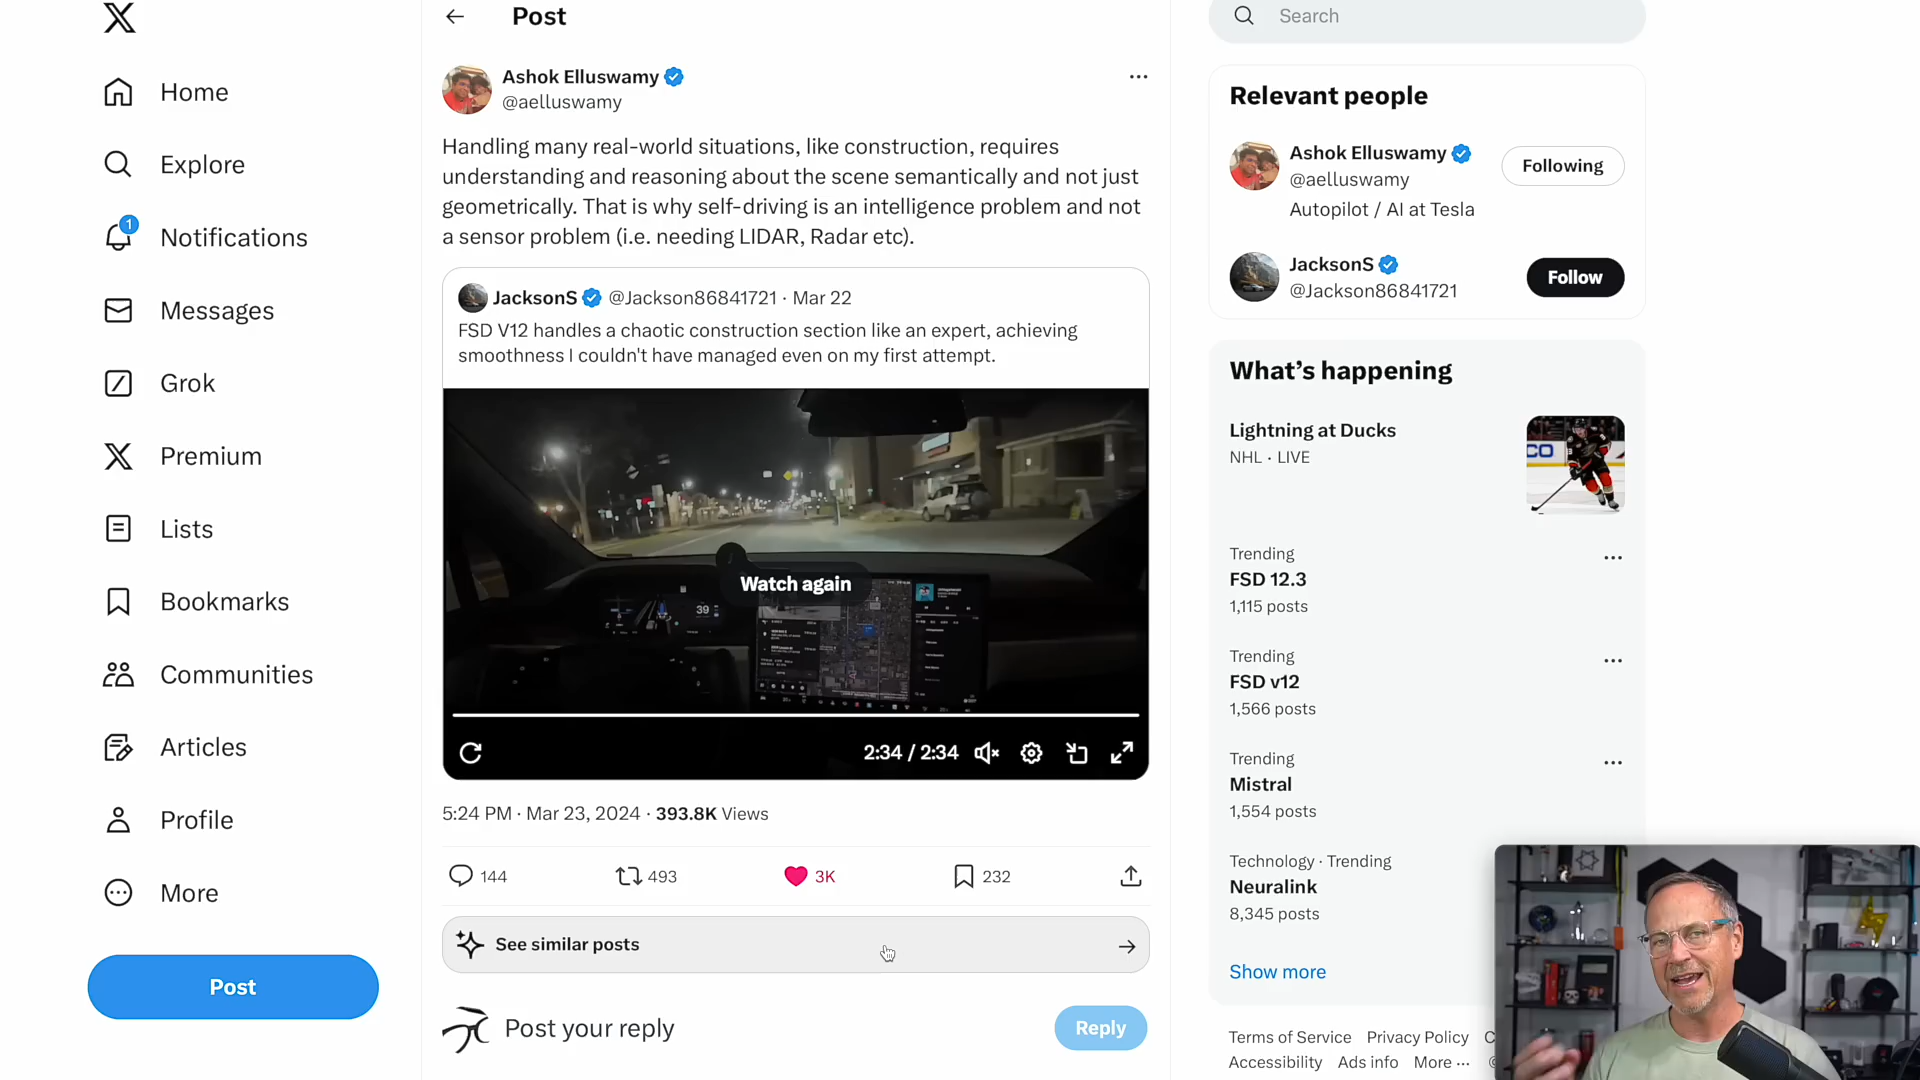 Home
Explore
1
Notifications
Messages
Grok
Premium
Lists
Bookmarks
Communities
Articles
Profile
More
Post
Post
Ashok Elluswamy
@aelluswamy
Handling many real-world situations, like construction, requires
understanding and reasoning about the scene semantically and not just
geometrically. That is why self-driving is an intelligence problem and not
a sensor problem (i.e. needing LIDAR, Radar etc).
JacksonS @Jackson86841721 · Mar 22
FSD V12 handles a chaotic construction section like an expert, achieving
smoothness I couldn't have managed even on my first attempt.
Watch again
39
2:34 / 2:34
5:24 PM · Mar 23, 2024 · 393.8K Views
144
493
3K
232
See similar posts
Post your reply
Reply
Search
Relevant people
Ashok Elluswamy
@aelluswamy
Following
Autopilot / AI at Tesla
JacksonS
@Jackson86841721
Follow
What's happening
Lightning at Ducks
NHL · LIVE
CO
Trending
FSD 12.3
1,115 posts
Trending
FSD v12
1,566 posts
Trending
Mistral
1,554 posts
Technology · Trending
Neuralink
8,345 posts
Show more
Terms of Service Privacy Policy C
Accessibility Ads info More ···